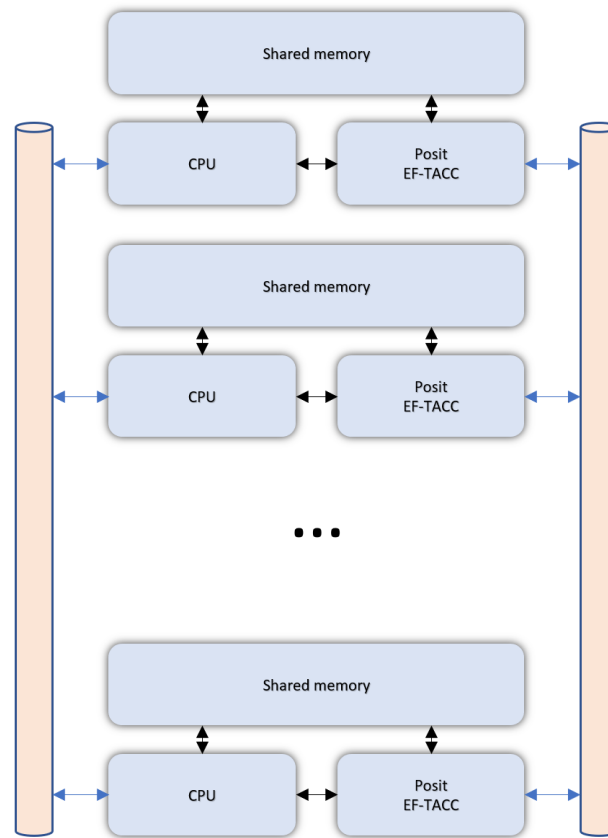 Shared memory
CPU
Posit
EF-TACC
Shared memory
CPU
Posit
EF-TACC
...
Shared memory
CPU
Posit
EF-TACC